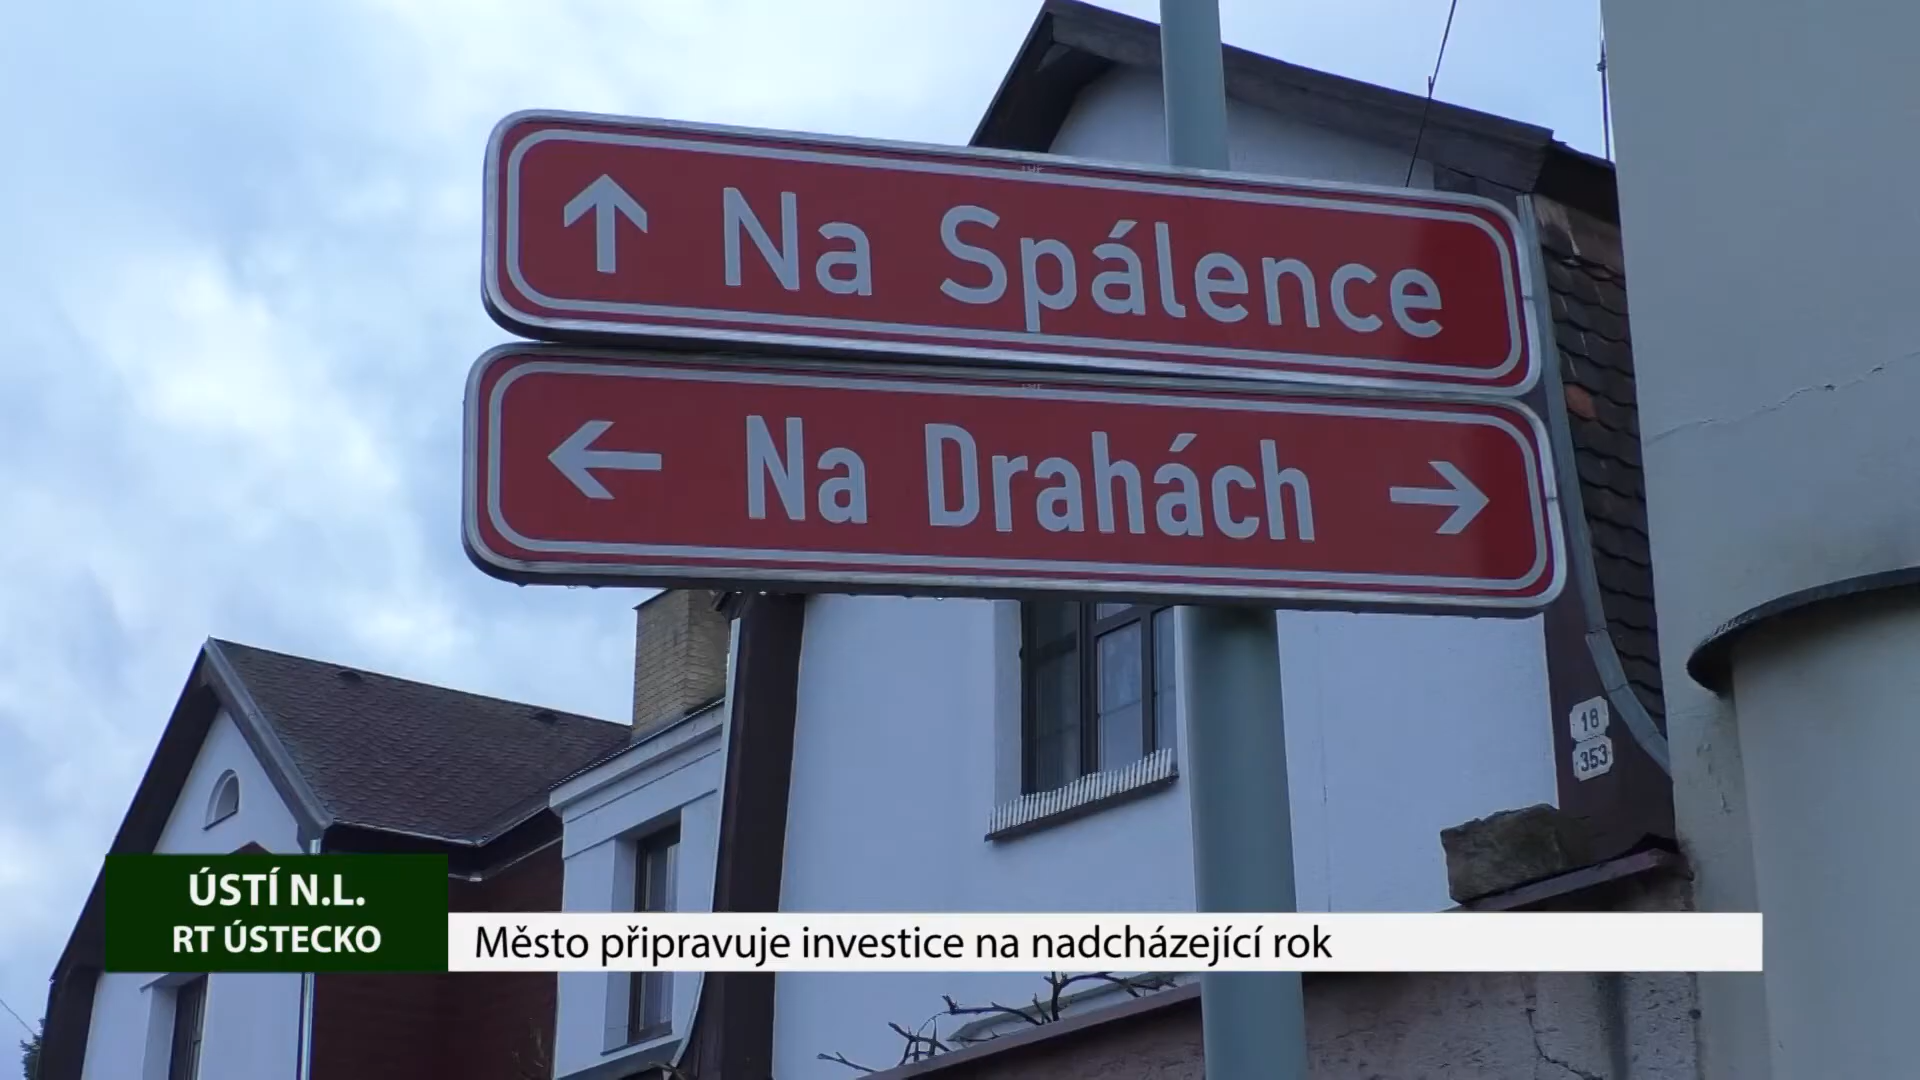 Na Spálence
Na Drahách
18
353
ÚSTÍ N.L.
RT ÚSTECKO
Město připravuje investice na nadcházející rok